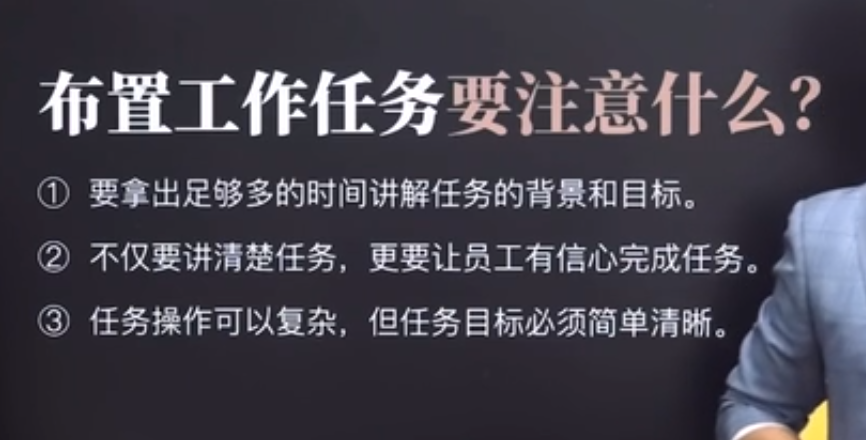 布置工作任务要注意什么?
① 要拿出足够多的时间讲解任务的背景和目标。
② 不仅要讲清楚任务，更要让员工有信心完成任务。
③ 任务操作可以复杂，但任务目标必须简单清晰。